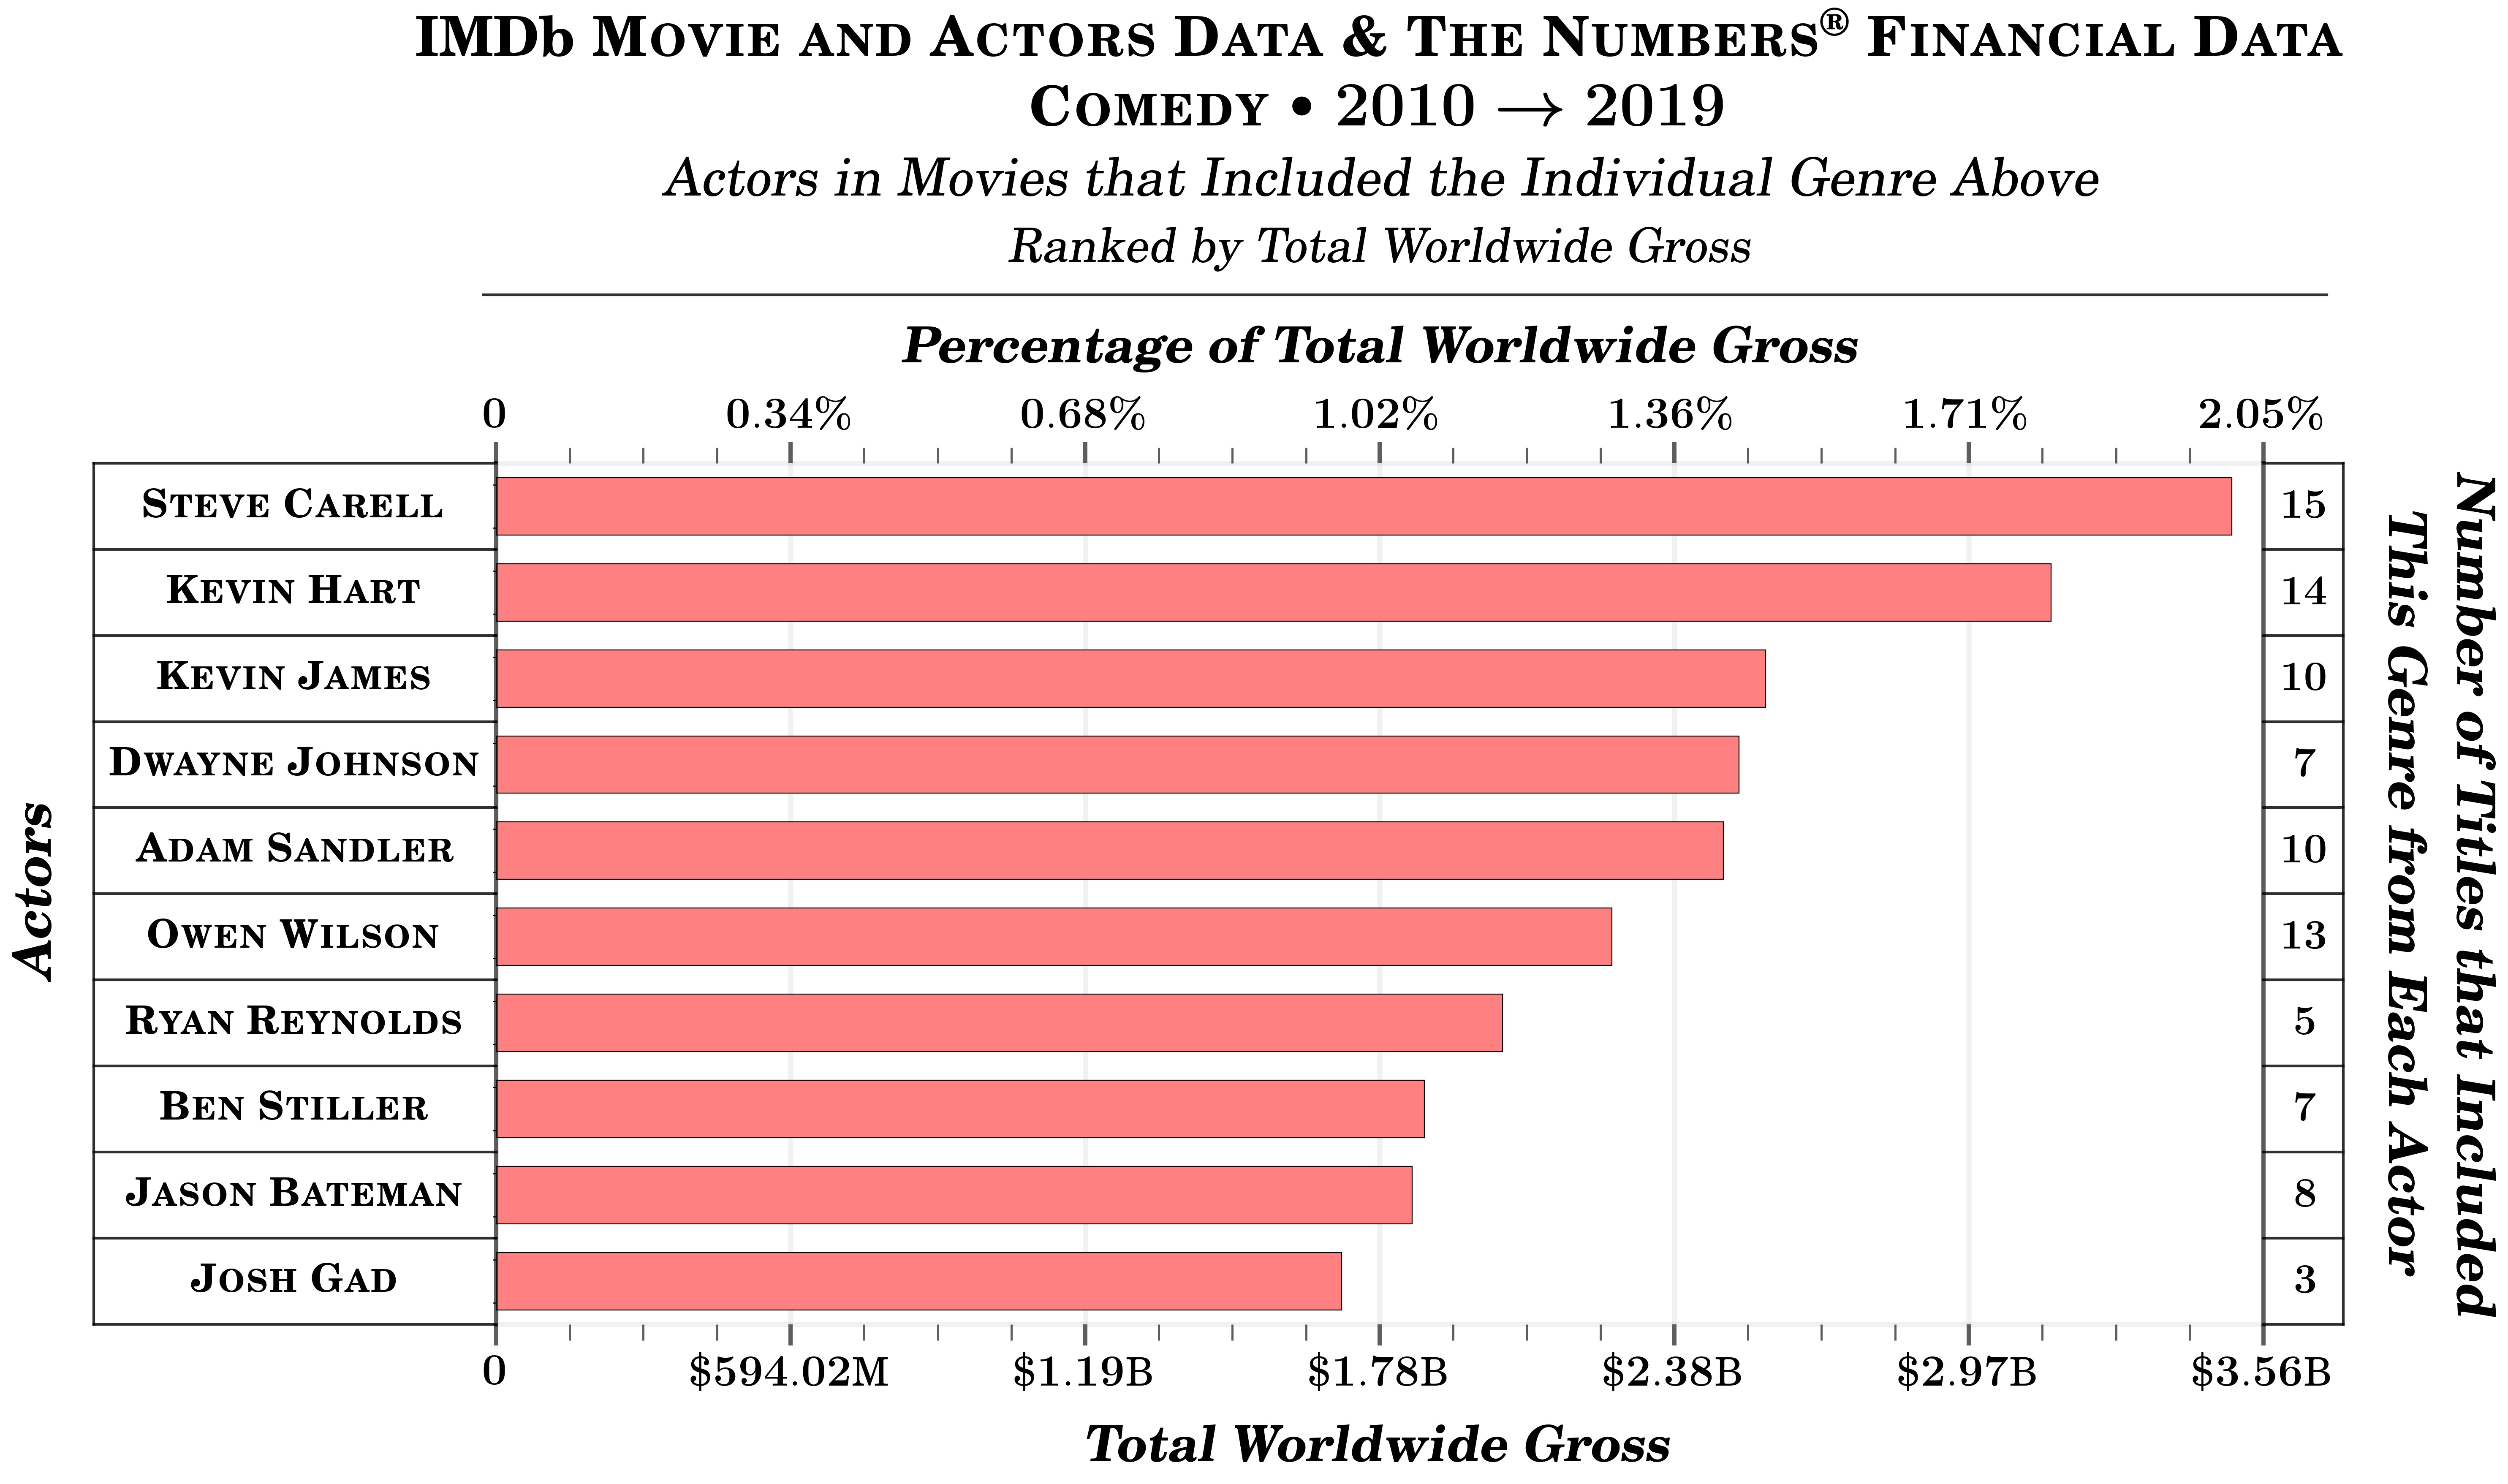 IMDb Movie and Actors Data & The Numbers® Financial Data
Comedy • 2010 → 2019
Actors in Movies that Included the Individual Genre Above
Ranked by Total Worldwide Gross
Percentage of Total Worldwide Gross
0 0.34% 0.68% 1.02% 1.36% 1.71% 2.05%
Actors
Steve Carell 15
Kevin Hart 14
Kevin James 10
Dwayne Johnson 7
Adam Sandler 10
Owen Wilson 13
Ryan Reynolds 5
Ben Stiller 7
Jason Bateman 8
Josh Gad 3
Number of Titles that Included
This Genre from Each Actor
0 $594.02M $1.19B $1.78B $2.38B $2.97B $3.56B
Total Worldwide Gross